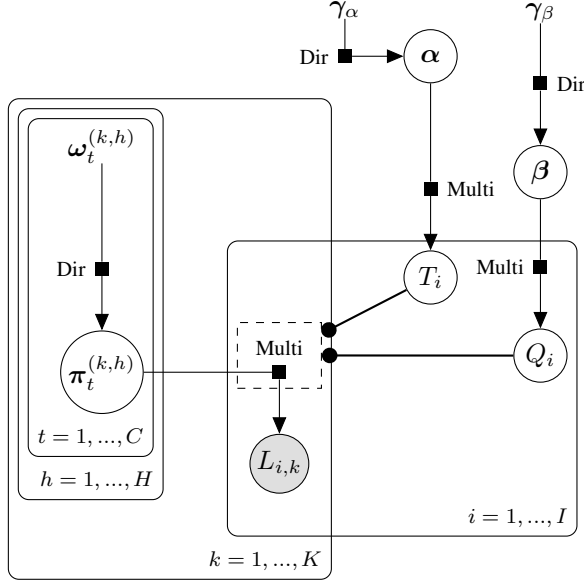 γ_α
γ_β
Dir
α
Dir
ω_t^{(k,h)}
β
Multi
Dir
T_i
Multi
Multi
π_t^{(k,h)}
Q_i
t = 1, ..., C
L_{i,k}
h = 1, ..., H
i = 1, ..., I
k = 1, ..., K